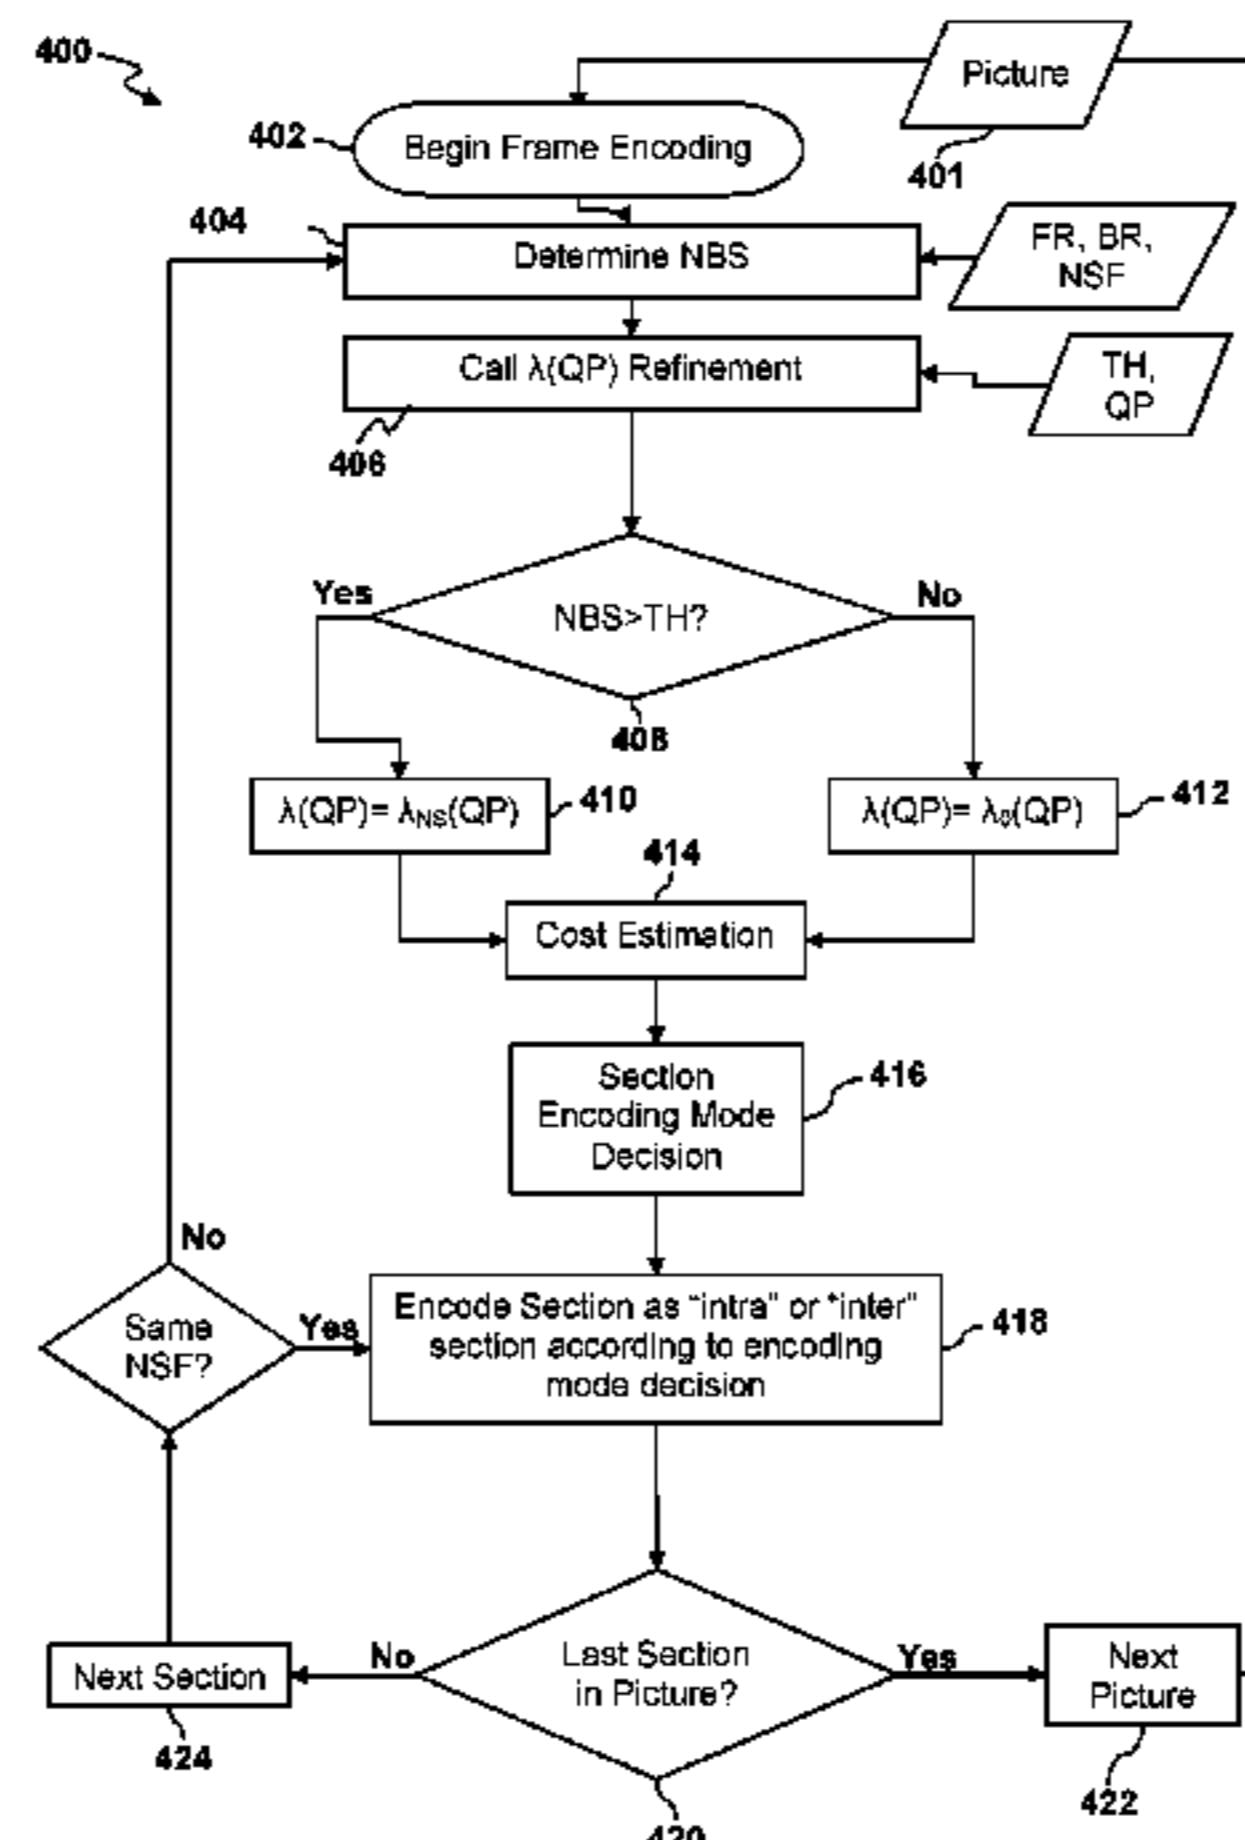 400
Picture
401
402
Begin Frame Encoding
404
Determine NBS
FR, BR,
NSF
Call λ(QP) Refinement
TH,
QP
406
Yes
No
NBS>TH?
408
λ(QP)= λNS(QP)
410
λ(QP)= λ0(QP)
412
414
Cost Estimation
Section
Encoding Mode
Decision
416
No
Same
NSF?
Yes
Encode Section as "intra" or "inter"
section according to encoding
mode decision
418
Last Section
in Picture?
No
Yes
Next Section
424
Next
Picture
422
420